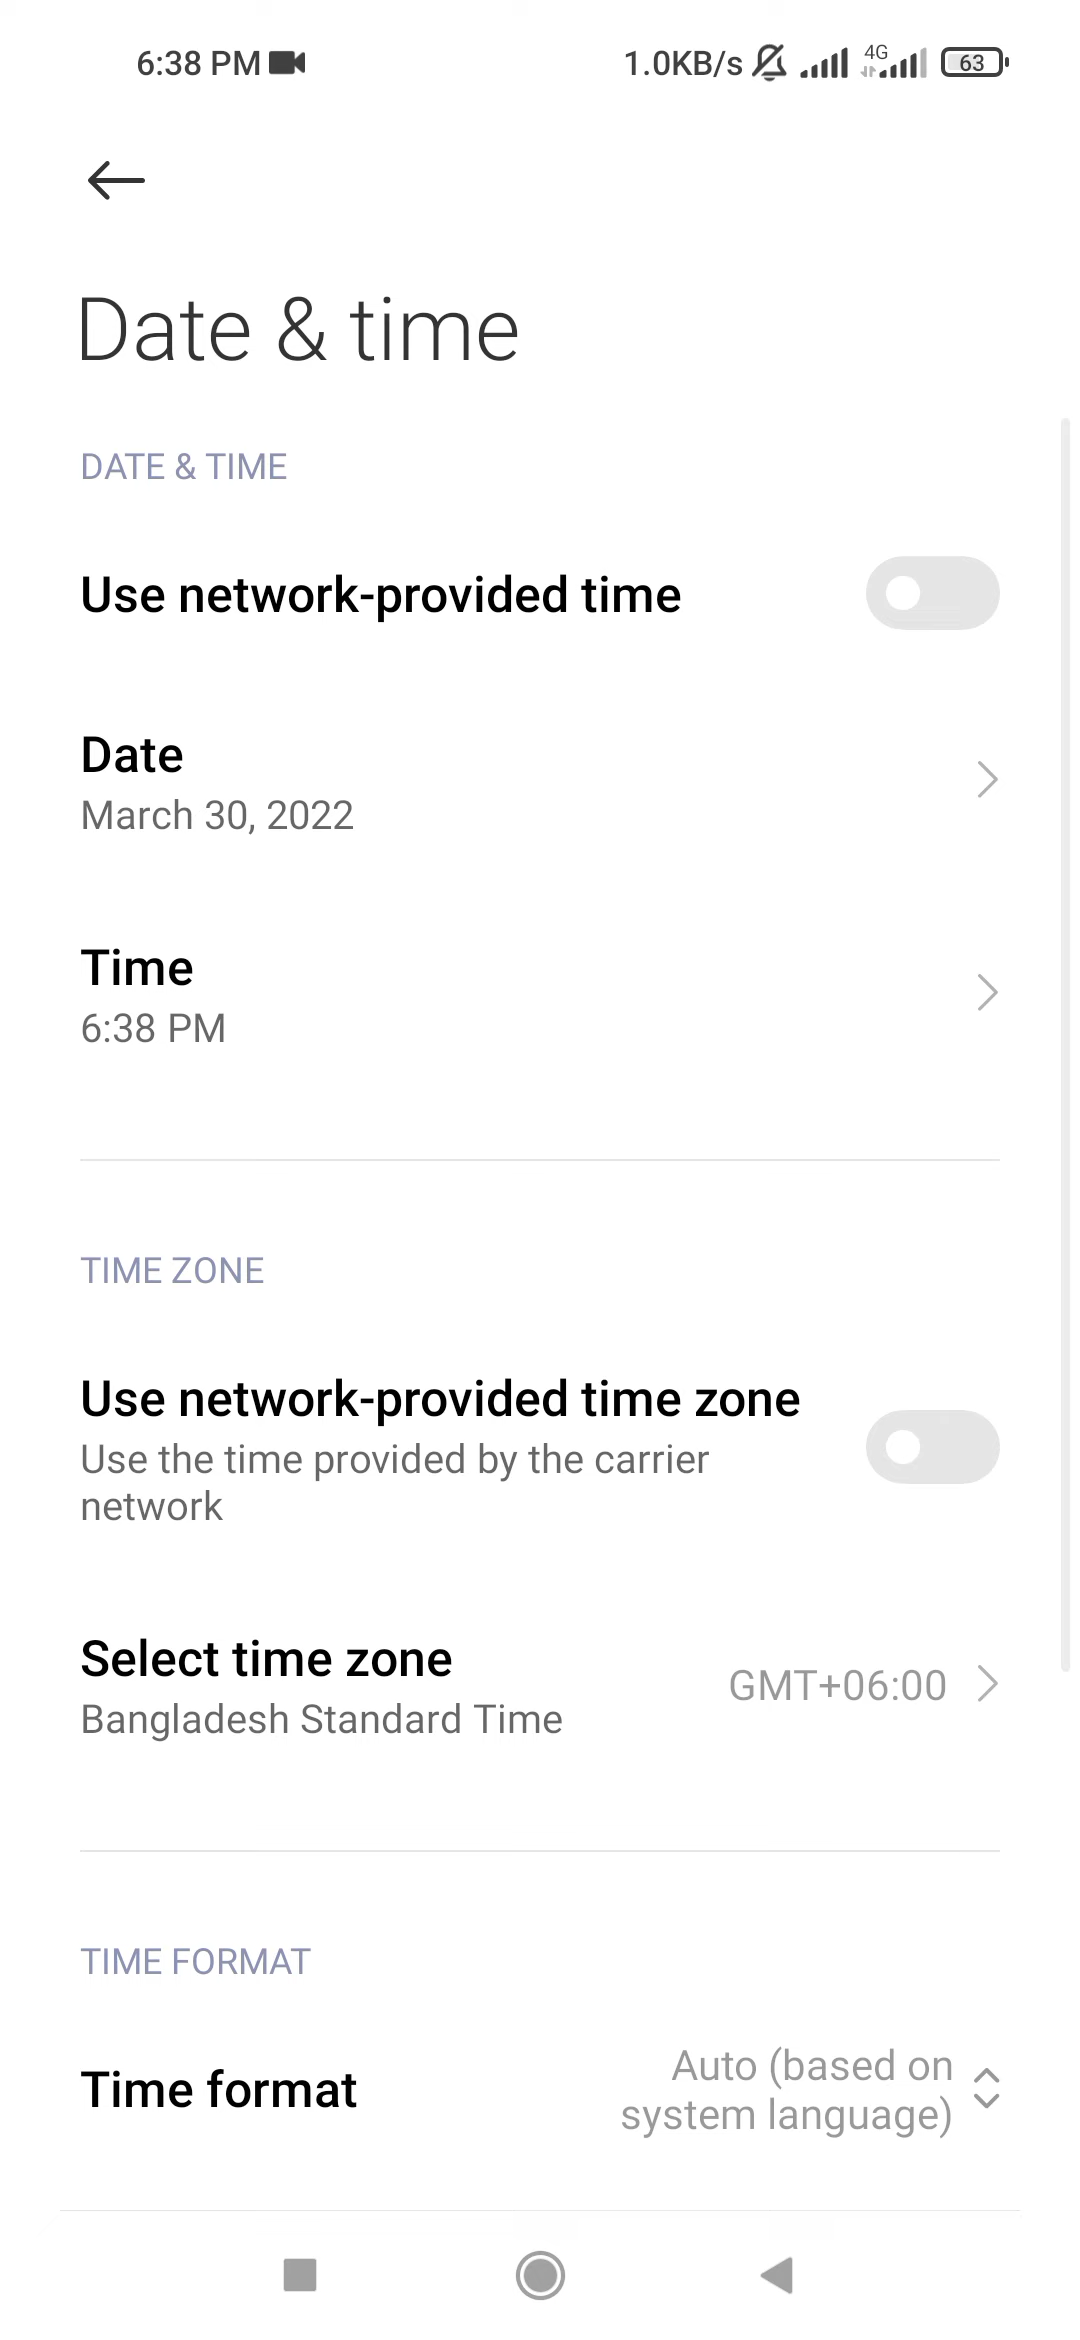 6:38 PM 1.0KB/s 4G 63
Date & time
DATE & TIME
Use network-provided time
Date
March 30, 2022
Time
6:38 PM
TIME ZONE
Use network-provided time zone
Use the time provided by the carrier
network
Select time zone
Bangladesh Standard Time
GMT+06:00
TIME FORMAT
Time format
Auto (based on
system language)